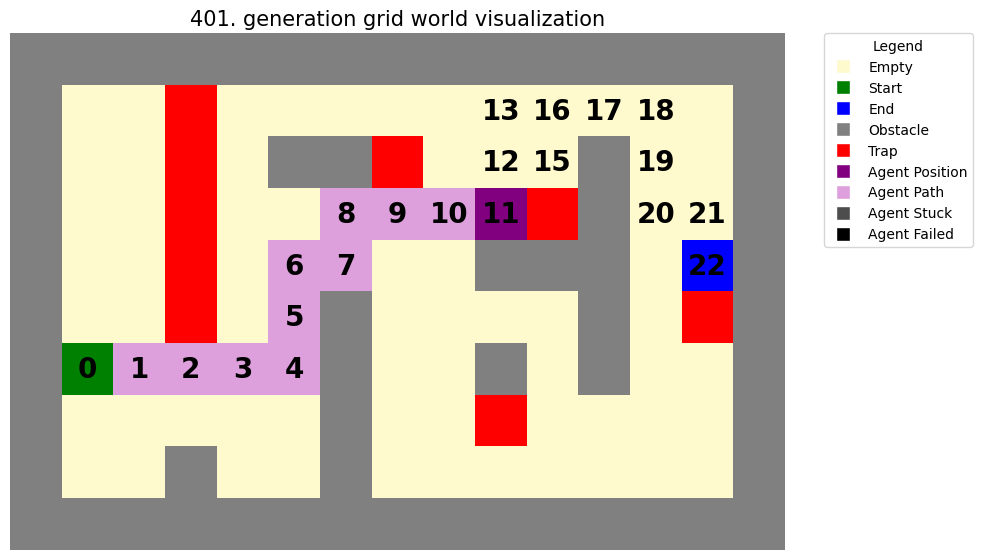 401. generation grid world visualization
13 16 17 18
12 15 19
8 9 10 11 20 21
6 7 22
5
0 1 2 3 4
Legend
Empty
Start
End
Obstacle
Trap
Agent Position
Agent Path
Agent Stuck
Agent Failed